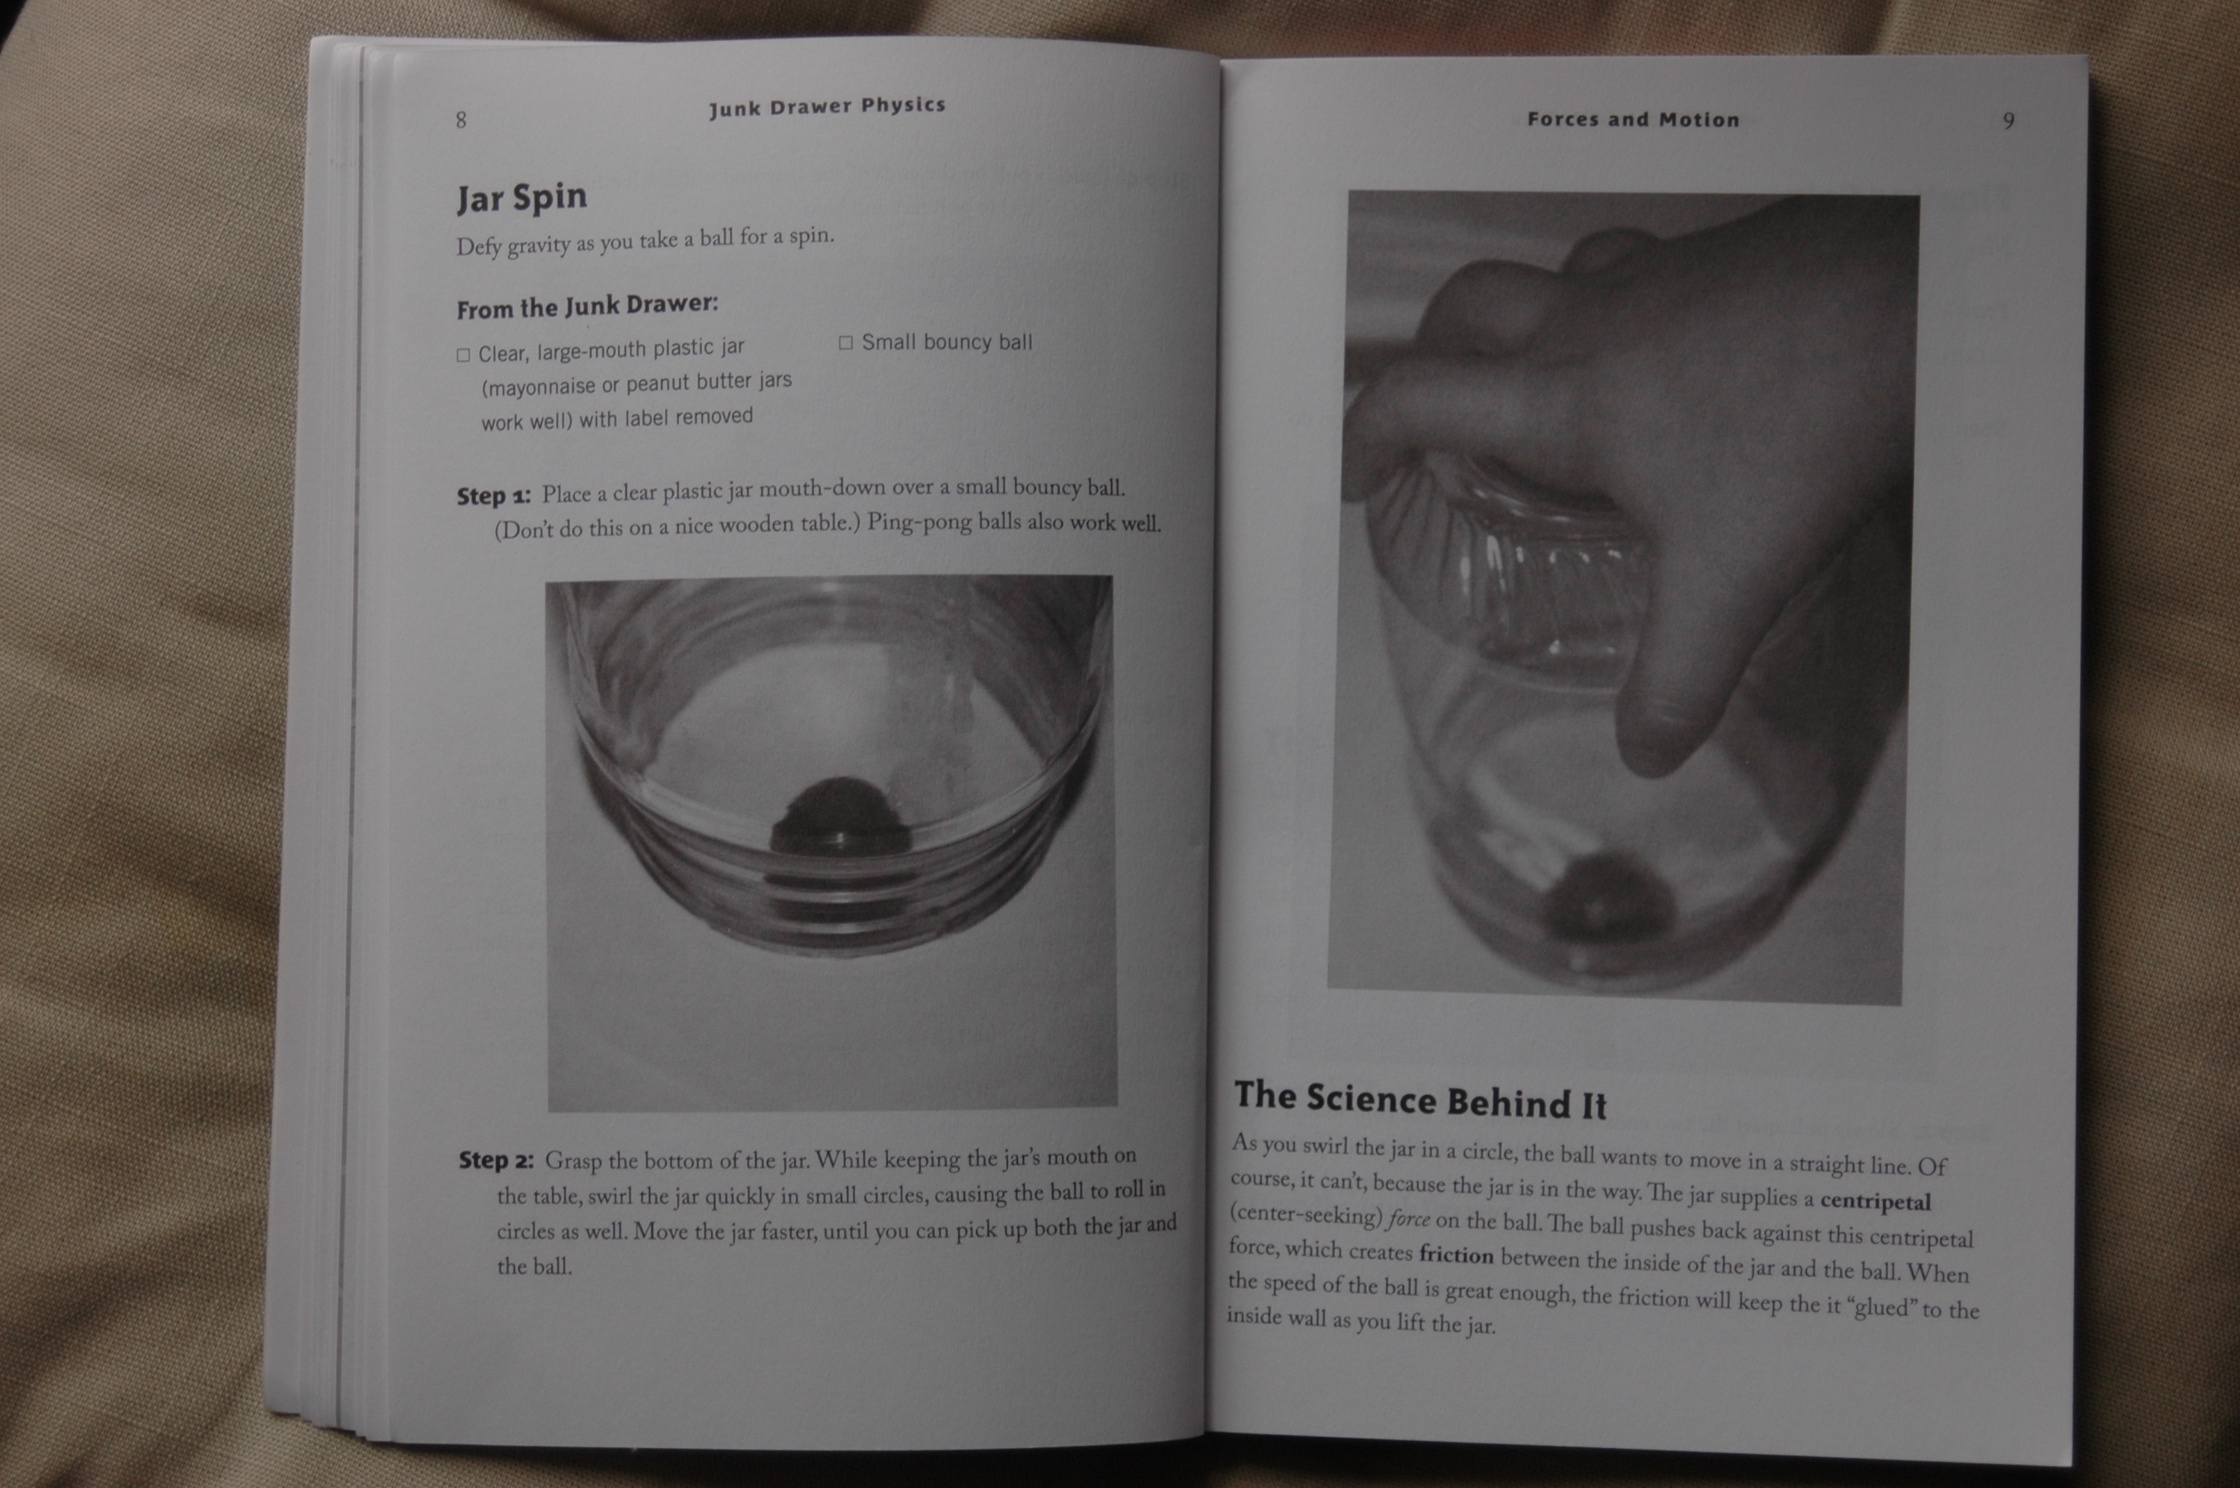 8
Junk Drawer Physics
Jar Spin
Defy gravity as you take a ball for a spin.
From the Junk Drawer:
□ Clear, large-mouth plastic jar
(mayonnaise or peanut butter jars
work well) with label removed
□ Small bouncy ball
Step 1: Place a clear plastic jar mouth-down over a small bouncy ball.
(Don't do this on a nice wooden table.) Ping-pong balls also work well.
Step 2: Grasp the bottom of the jar. While keeping the jar's mouth on
the table, swirl the jar quickly in small circles, causing the ball to roll in
circles as well. Move the jar faster, until you can pick up both the jar and
the ball.
Forces and Motion
9
The Science Behind It
As you swirl the jar in a circle, the ball wants to move in a straight line. Of
course, it can't, because the jar is in the way. The jar supplies a centripetal
(center-seeking) force on the ball. The ball pushes back against this centripetal
force, which creates friction between the inside of the jar and the ball. When
the speed of the ball is great enough, the friction will keep the it “glued” to the
inside wall as you lift the jar.